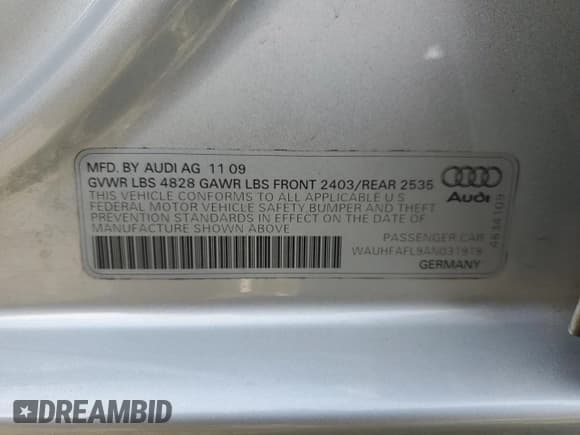 MFD. BY AUDI AG 11 09
GVWR LBS 4828 GAWR LBS FRONT 2403/REAR 2535
THIS VEHICLE CONFORMS TO ALL APPLICABLE U S
FEDERAL MOTOR VEHICLE SAFETY BUMPER AND THEFT
PREVENTION STANDARDS IN EFFECT ON THE DATE OF
MANUFACTURE SHOWN ABOVE
Audi
PASSENGER CAR
GERMANY
DREAMBID